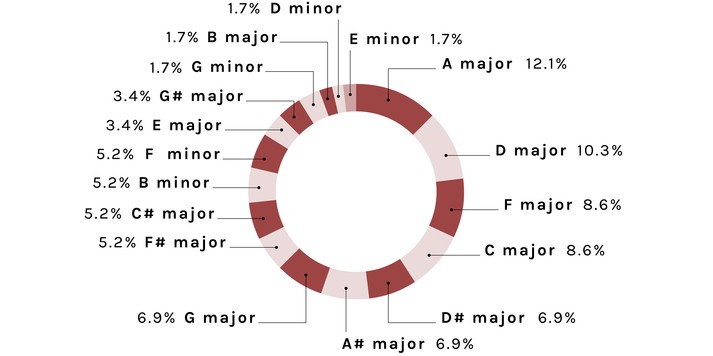 1.7% D minor
1.7% B major
E minor 1.7%
1.7% G minor
A major 12.1%
3.4% G# major
3.4% E major
5.2% F minor
D major 10.3%
5.2% B minor
F major 8.6%
5.2% C# major
5.2% F# major
C major 8.6%
6.9% G major
D# major 6.9%
A# major 6.9%